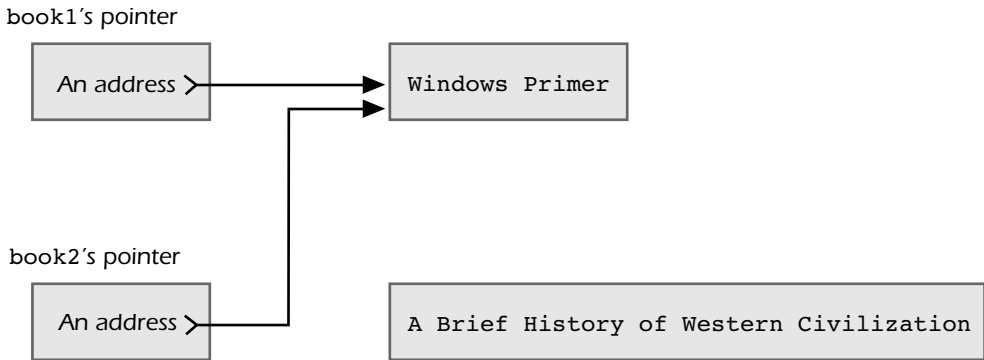 book1's pointer
An address
Windows Primer
book2's pointer
An address
A Brief History of Western Civilization